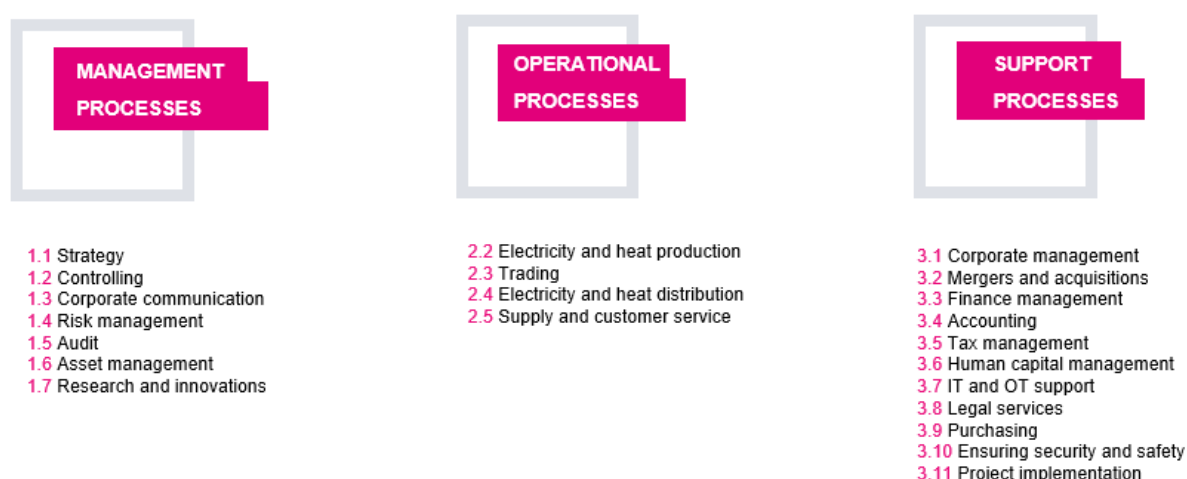 MANAGEMENT
PROCESSES
1.1 Strategy
1.2 Controlling
1.3 Corporate communication
1.4 Risk management
1.5 Audit
1.6 Asset management
1.7 Research and innovations
OPERATIONAL
PROCESSES
2.2 Electricity and heat production
2.3 Trading
2.4 Electricity and heat distribution
2.5 Supply and customer service
SUPPORT
PROCESSES
3.1 Corporate management
3.2 Mergers and acquisitions
3.3 Finance management
3.4 Accounting
3.5 Tax management
3.6 Human capital management
3.7 IT and OT support
3.8 Legal services
3.9 Purchasing
3.10 Ensuring security and safety
3.11 Project implementation